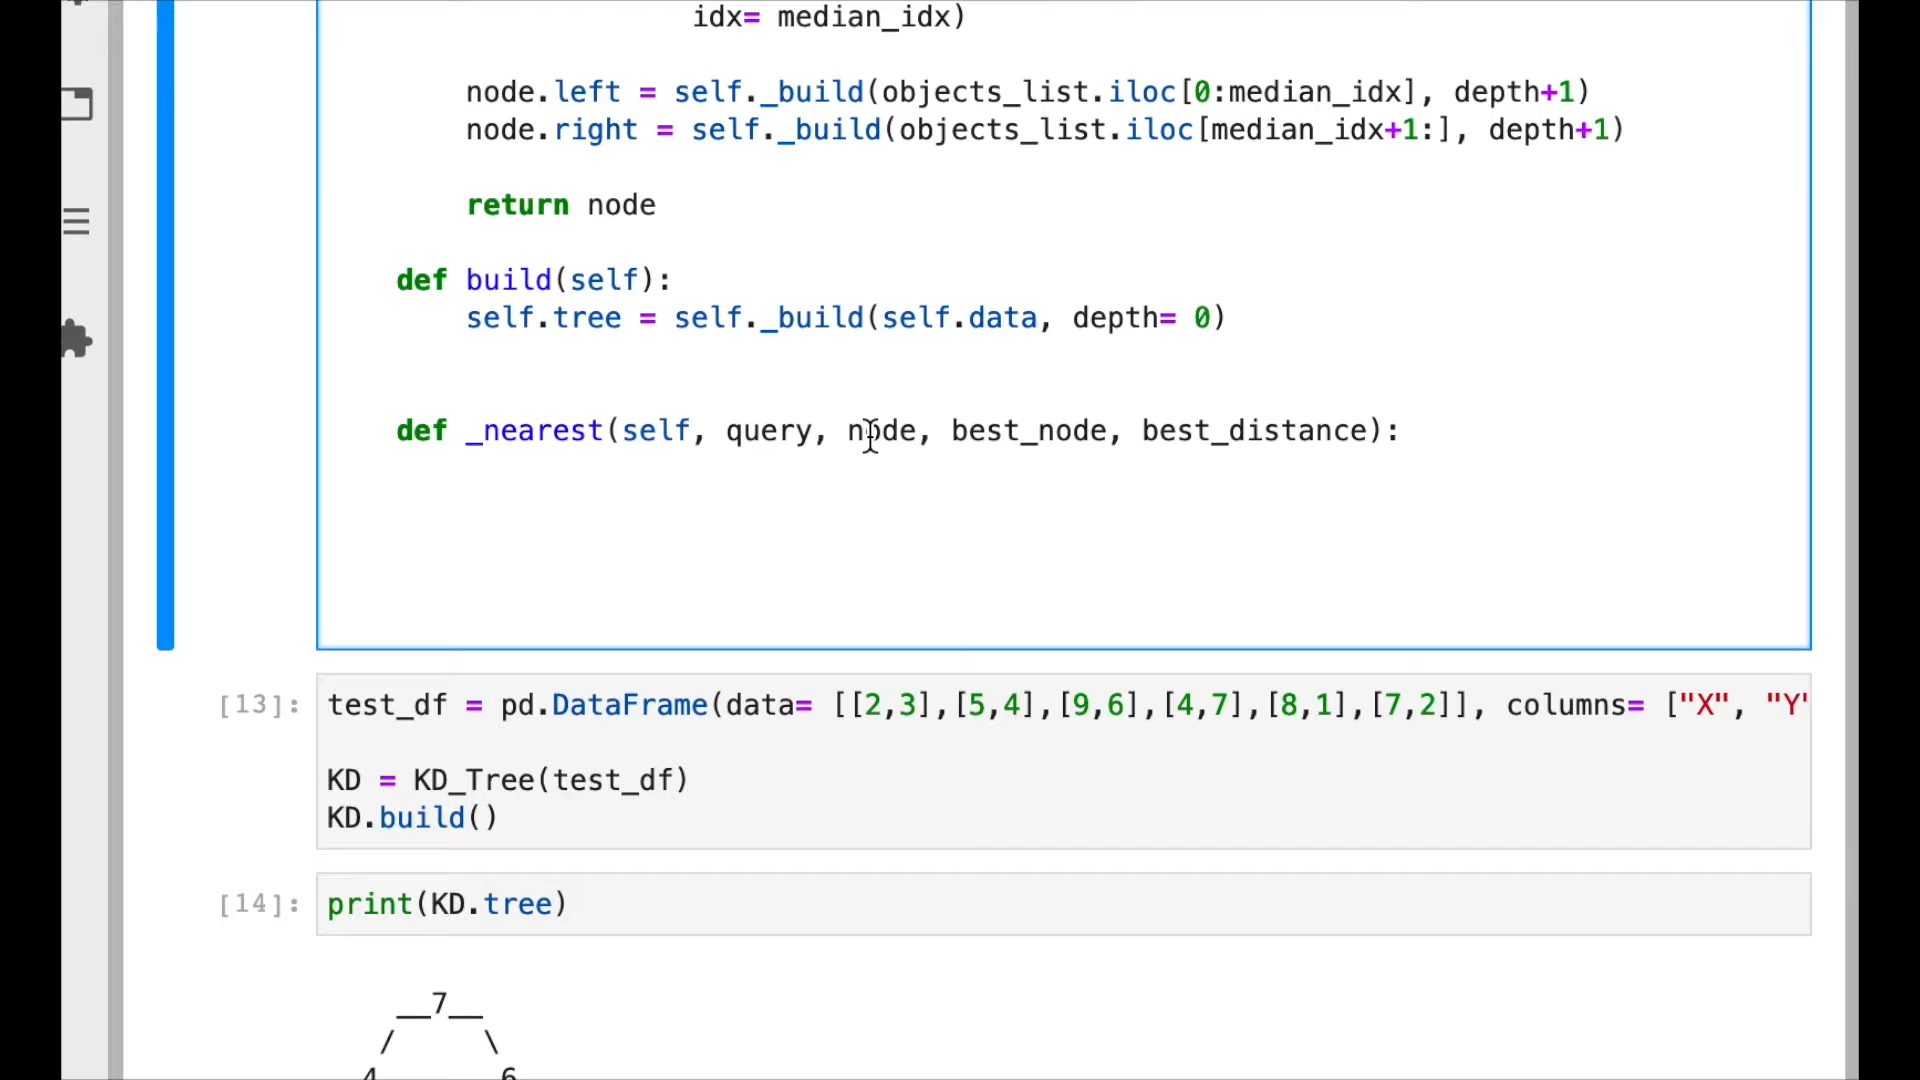 idx= median_idx)
node.left = self._build(objects_list.iloc[0:median_idx], depth+1)
node.right = self._build(objects_list.iloc[median_idx+1:], depth+1)
return node
def build(self):
self.tree = self._build(self.data, depth= 0)
def _nearest(self, query, node, best_node, best_distance):
[13]: test_df = pd.DataFrame(data= [[2,3],[5,4],[9,6],[4,7],[8,1],[7,2]], columns= ["X", "Y"
KD = KD_Tree(test_df)
KD.build()
[14]: print(KD.tree)
__7__
/ \
4 6